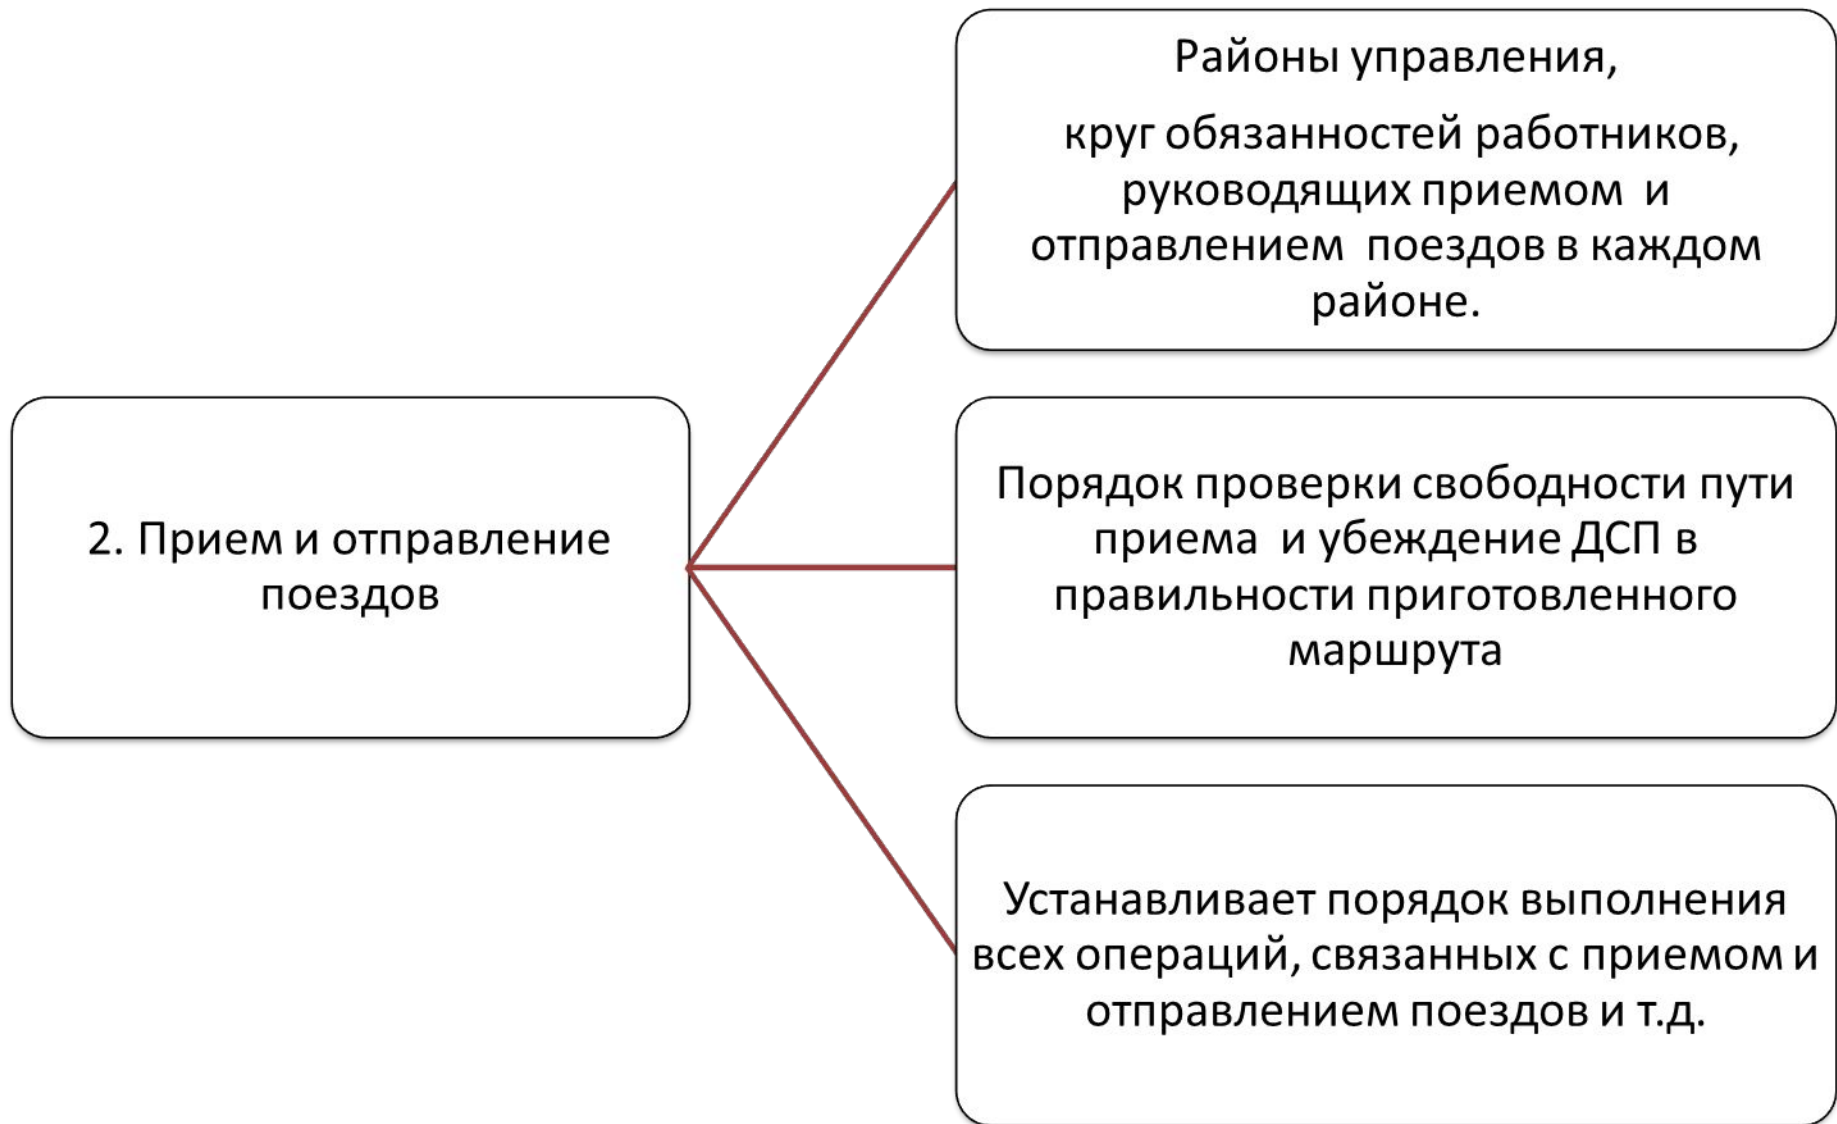 2. Прием и отправление
поездов
Районы управления,
круг обязанностей работников,
руководящих приемом и
отправлением поездов в каждом
районе.
Порядок проверки свободности пути
приема и убеждение ДСП в
правильности приготовленного
маршрута
Устанавливает порядок выполнения
всех операций, связанных с приемом и
отправлением поездов и т.д.